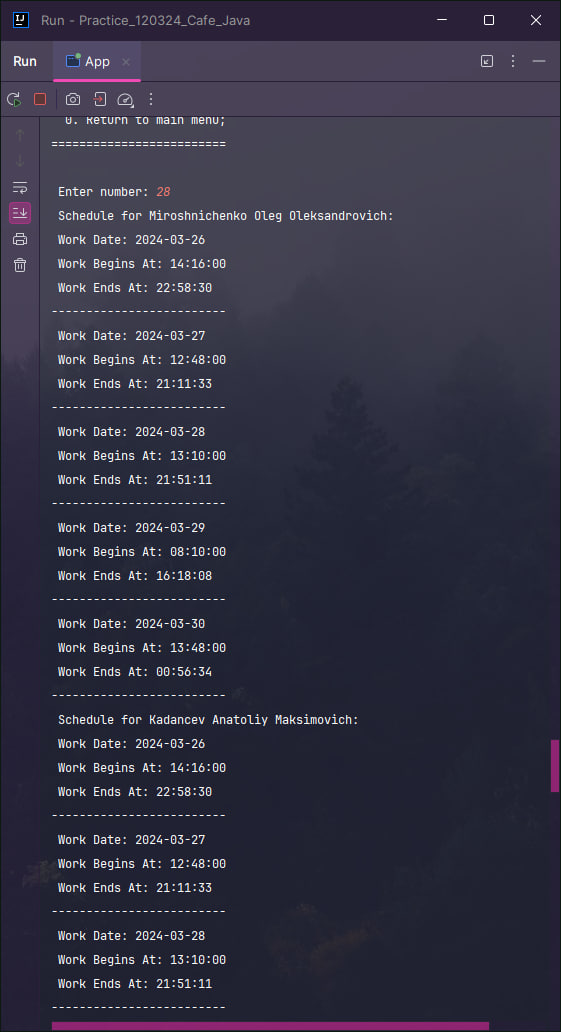 Run - Practice_120324_Cafe_Java
Run App
0. Return to main menu;
=========================
Enter number: 28
Schedule for Miroshnichenko Oleg Oleksandrovich:
Work Date: 2024-03-26
Work Begins At: 14:16:00
Work Ends At: 22:58:30
-------------------------
Work Date: 2024-03-27
Work Begins At: 12:48:00
Work Ends At: 21:11:33
-------------------------
Work Date: 2024-03-28
Work Begins At: 13:10:00
Work Ends At: 21:51:11
-------------------------
Work Date: 2024-03-29
Work Begins At: 08:10:00
Work Ends At: 16:18:08
-------------------------
Work Date: 2024-03-30
Work Begins At: 13:48:00
Work Ends At: 00:56:34
-------------------------
Schedule for Kadancev Anatoliy Maksimovich:
Work Date: 2024-03-26
Work Begins At: 14:16:00
Work Ends At: 22:58:30
-------------------------
Work Date: 2024-03-27
Work Begins At: 12:48:00
Work Ends At: 21:11:33
-------------------------
Work Date: 2024-03-28
Work Begins At: 13:10:00
Work Ends At: 21:51:11
-------------------------